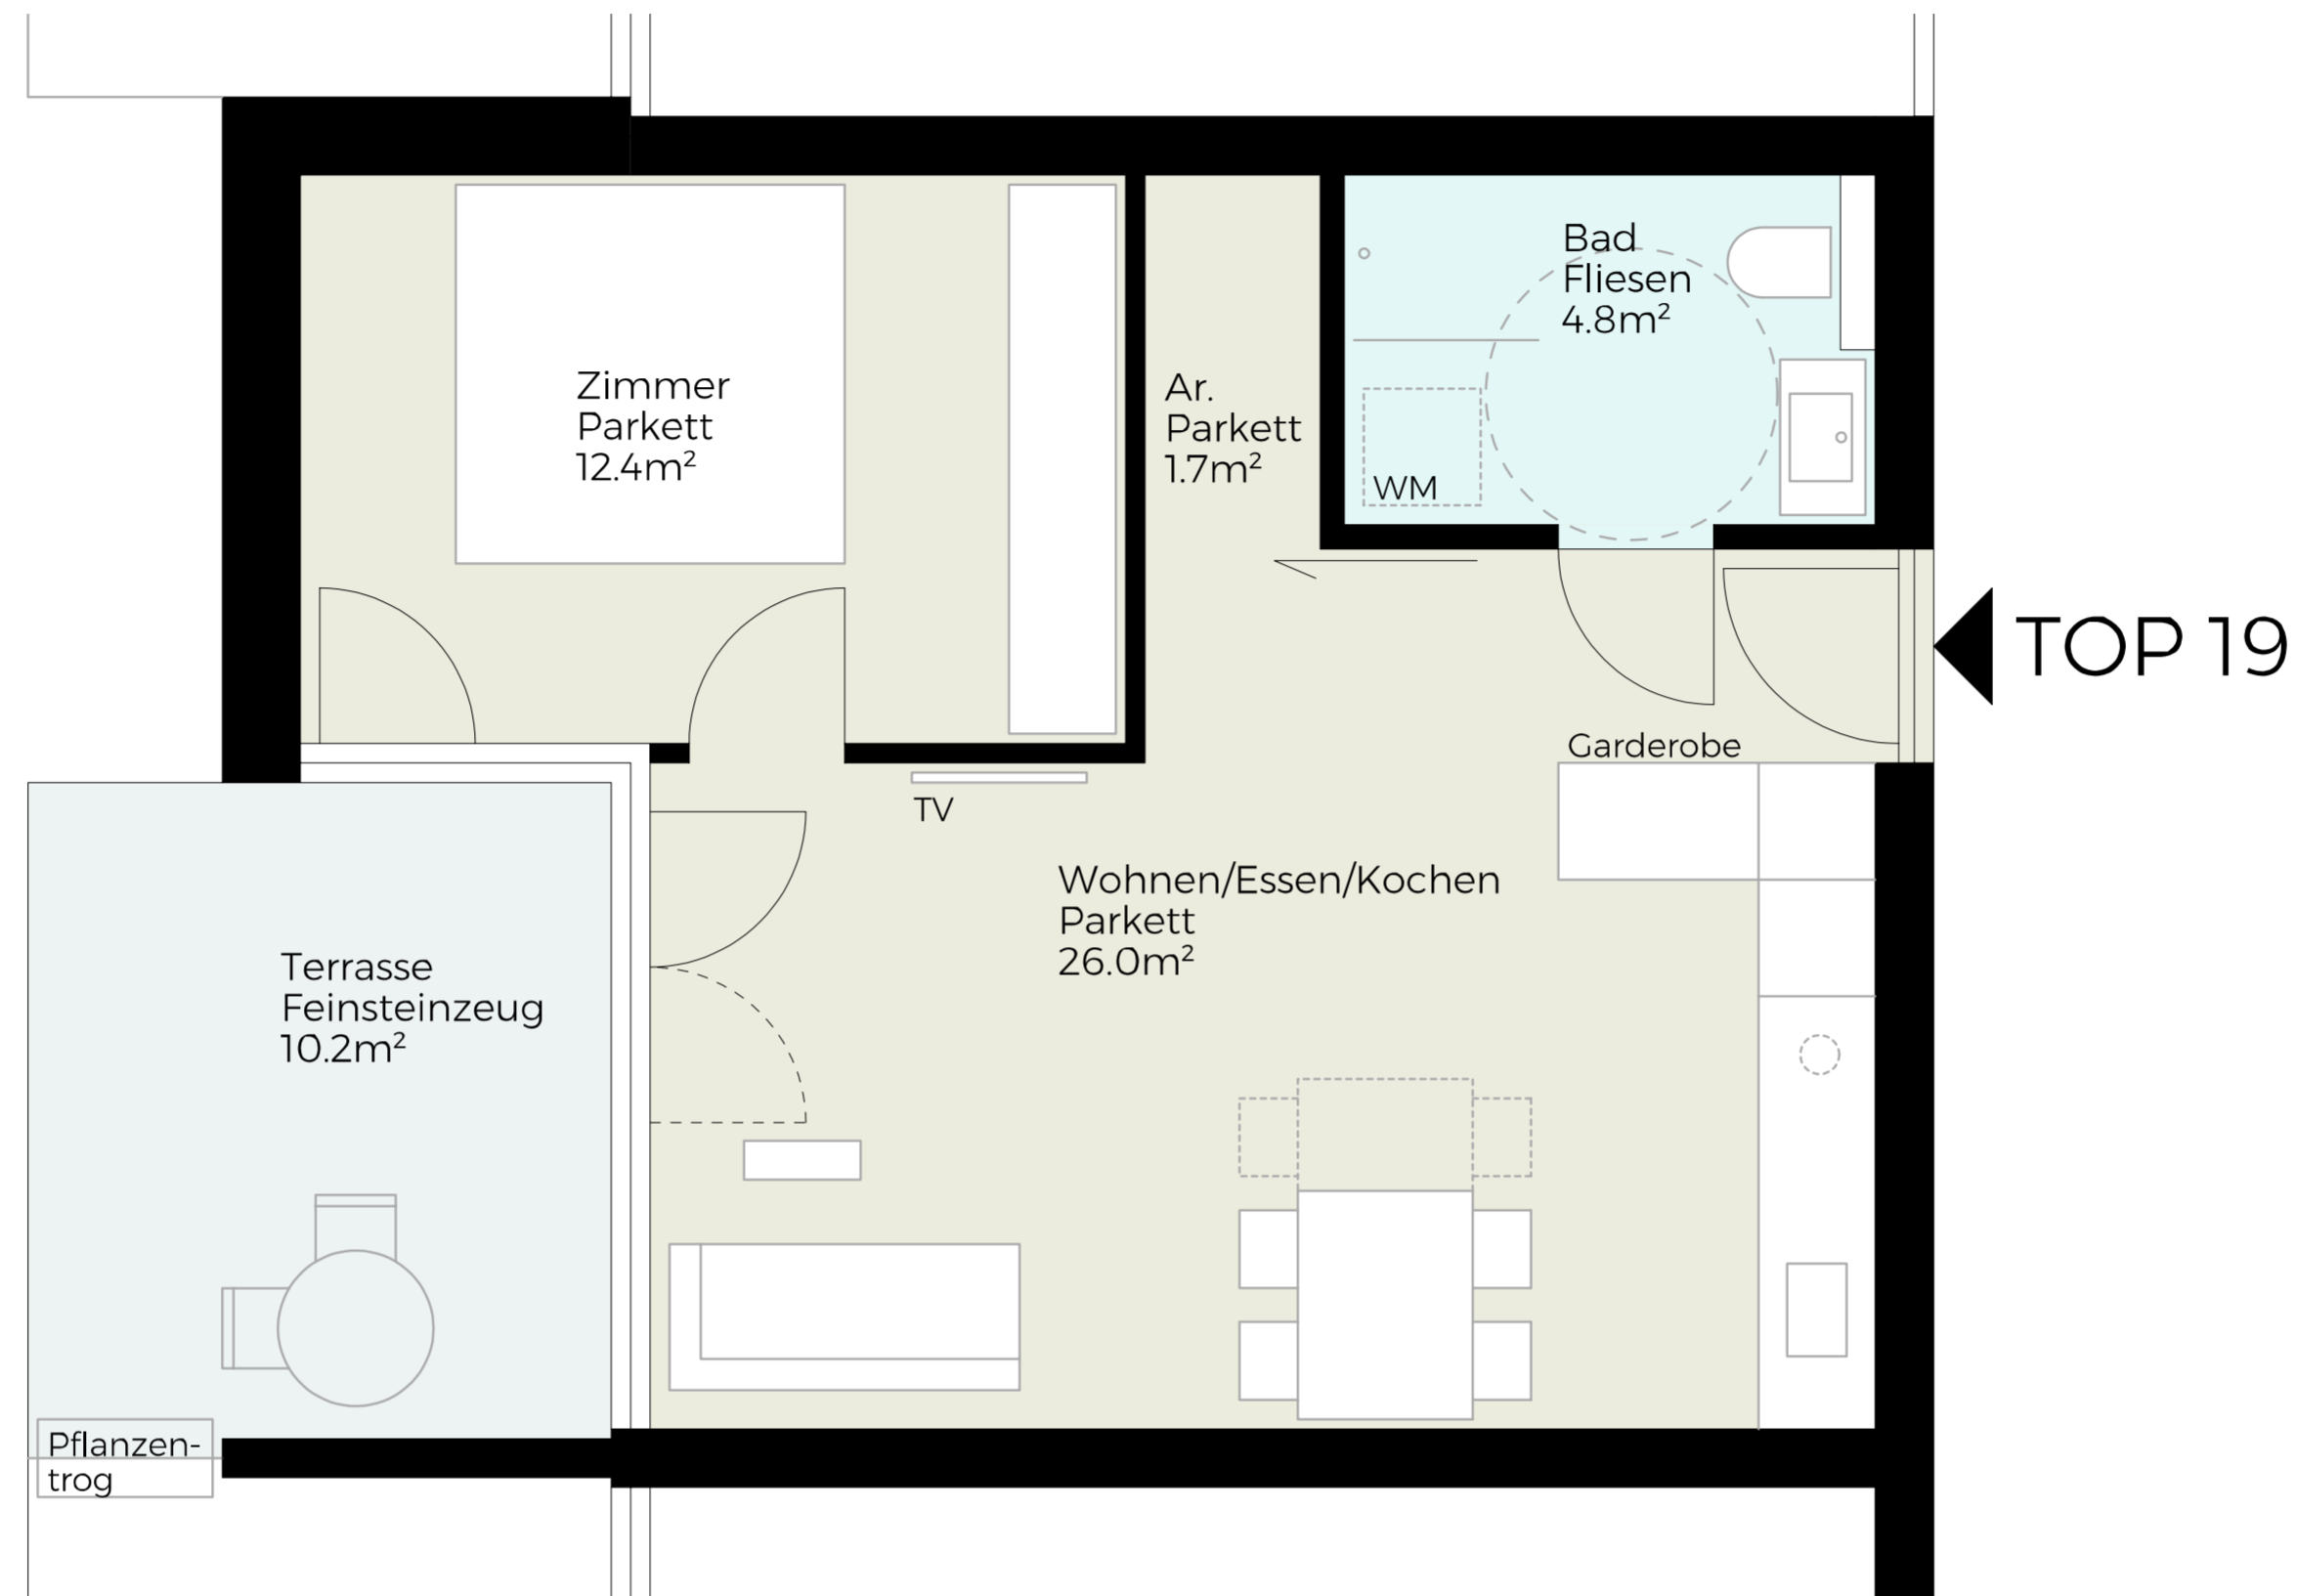 Bad
Fliesen
4.8m²
Zimmer
Parkett
12.4m²
Ar.
Parkett
1.7m²
WM
TOP 19
Garderobe
TV
Wohnen/Essen/Kochen
Parkett
26.0m²
Terrasse
Feinsteinzeug
10.2m²
Pflanzen-
trog